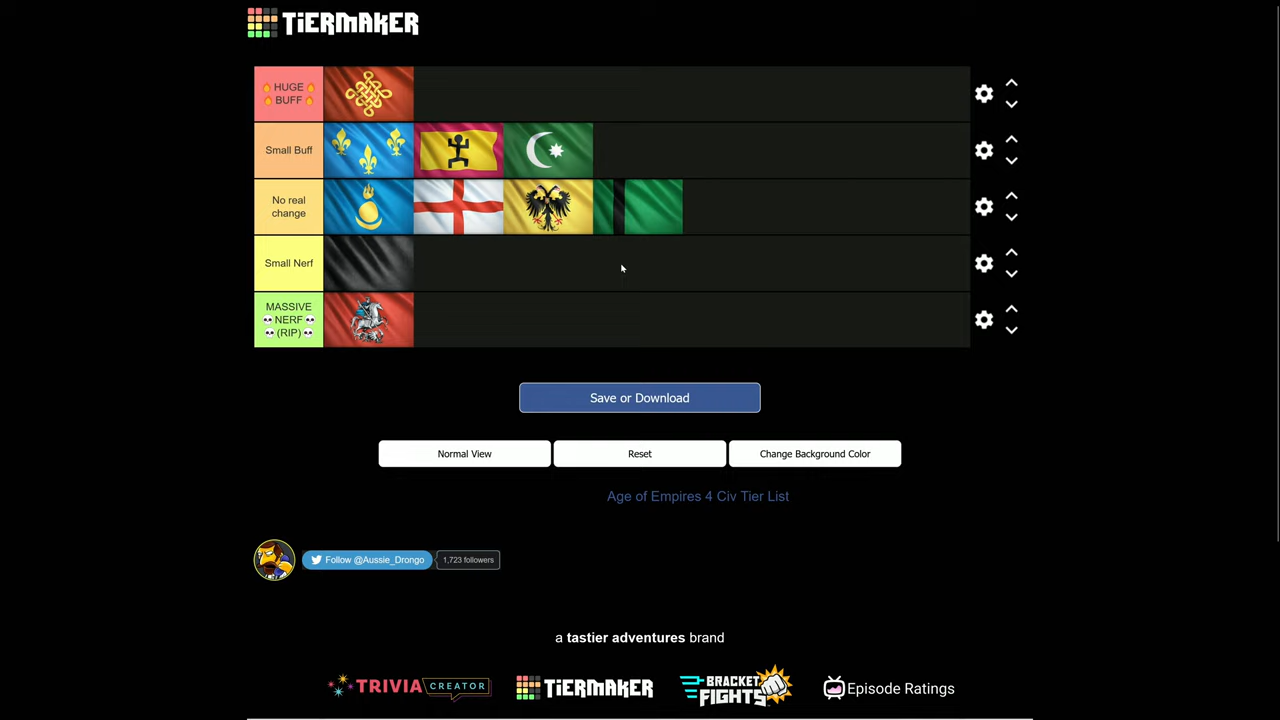 TiERMAKER
🔥 HUGE 🔥
🔥 BUFF 🔥
Small Buff
No real
change
Small Nerf
MASSIVE
💀NERF💀
💀(RIP)💀
Save or Download
Normal View
Reset
Change Background Color
Age of Empires 4 Civ Tier List
Follow @Aussie_Drongo
1,723 followers
a tastier adventures brand
TRIVIA CREATOR
TiERMAKER
BRACKET
FIGHTS
Episode Ratings